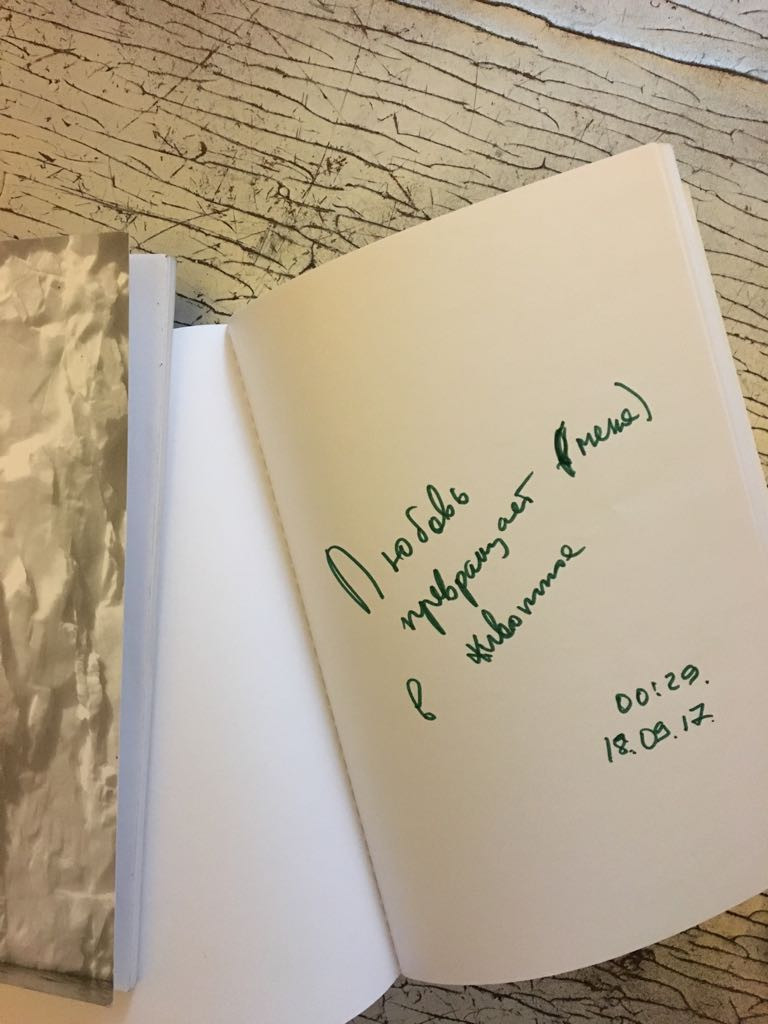 Любовь
превращает (меня)
в животное
00:29.
18.09.17.